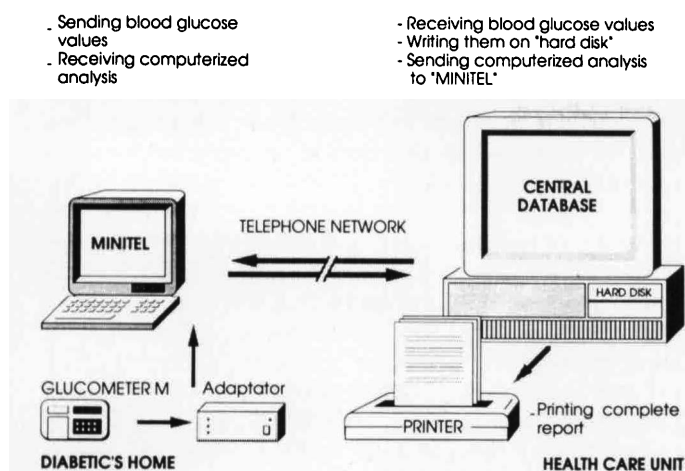 - Sending blood glucose
values
- Receiving computerized
analysis
- Receiving blood glucose values
- Writing them on "hard disk"
- Sending computerized analysis
to "MINITEL"
MINITEL
TELEPHONE NETWORK
CENTRAL
DATABASE
HARD DISK
GLUCOMETER M
Adaptator
PRINTER
- Printing complete
report
DIABETIC'S HOME
HEALTH CARE UNIT